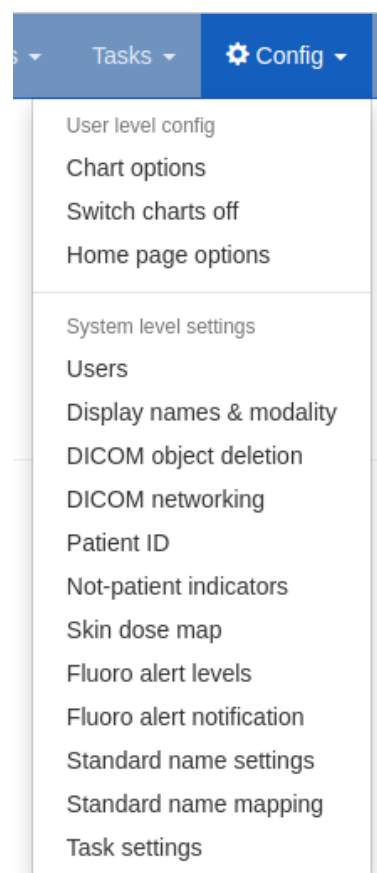 s
Tasks
Config
User level config
Chart options
Switch charts off
Home page options
System level settings
Users
Display names & modality
DICOM object deletion
DICOM networking
Patient ID
Not-patient indicators
Skin dose map
Fluoro alert levels
Fluoro alert notification
Standard name settings
Standard name mapping
Task settings